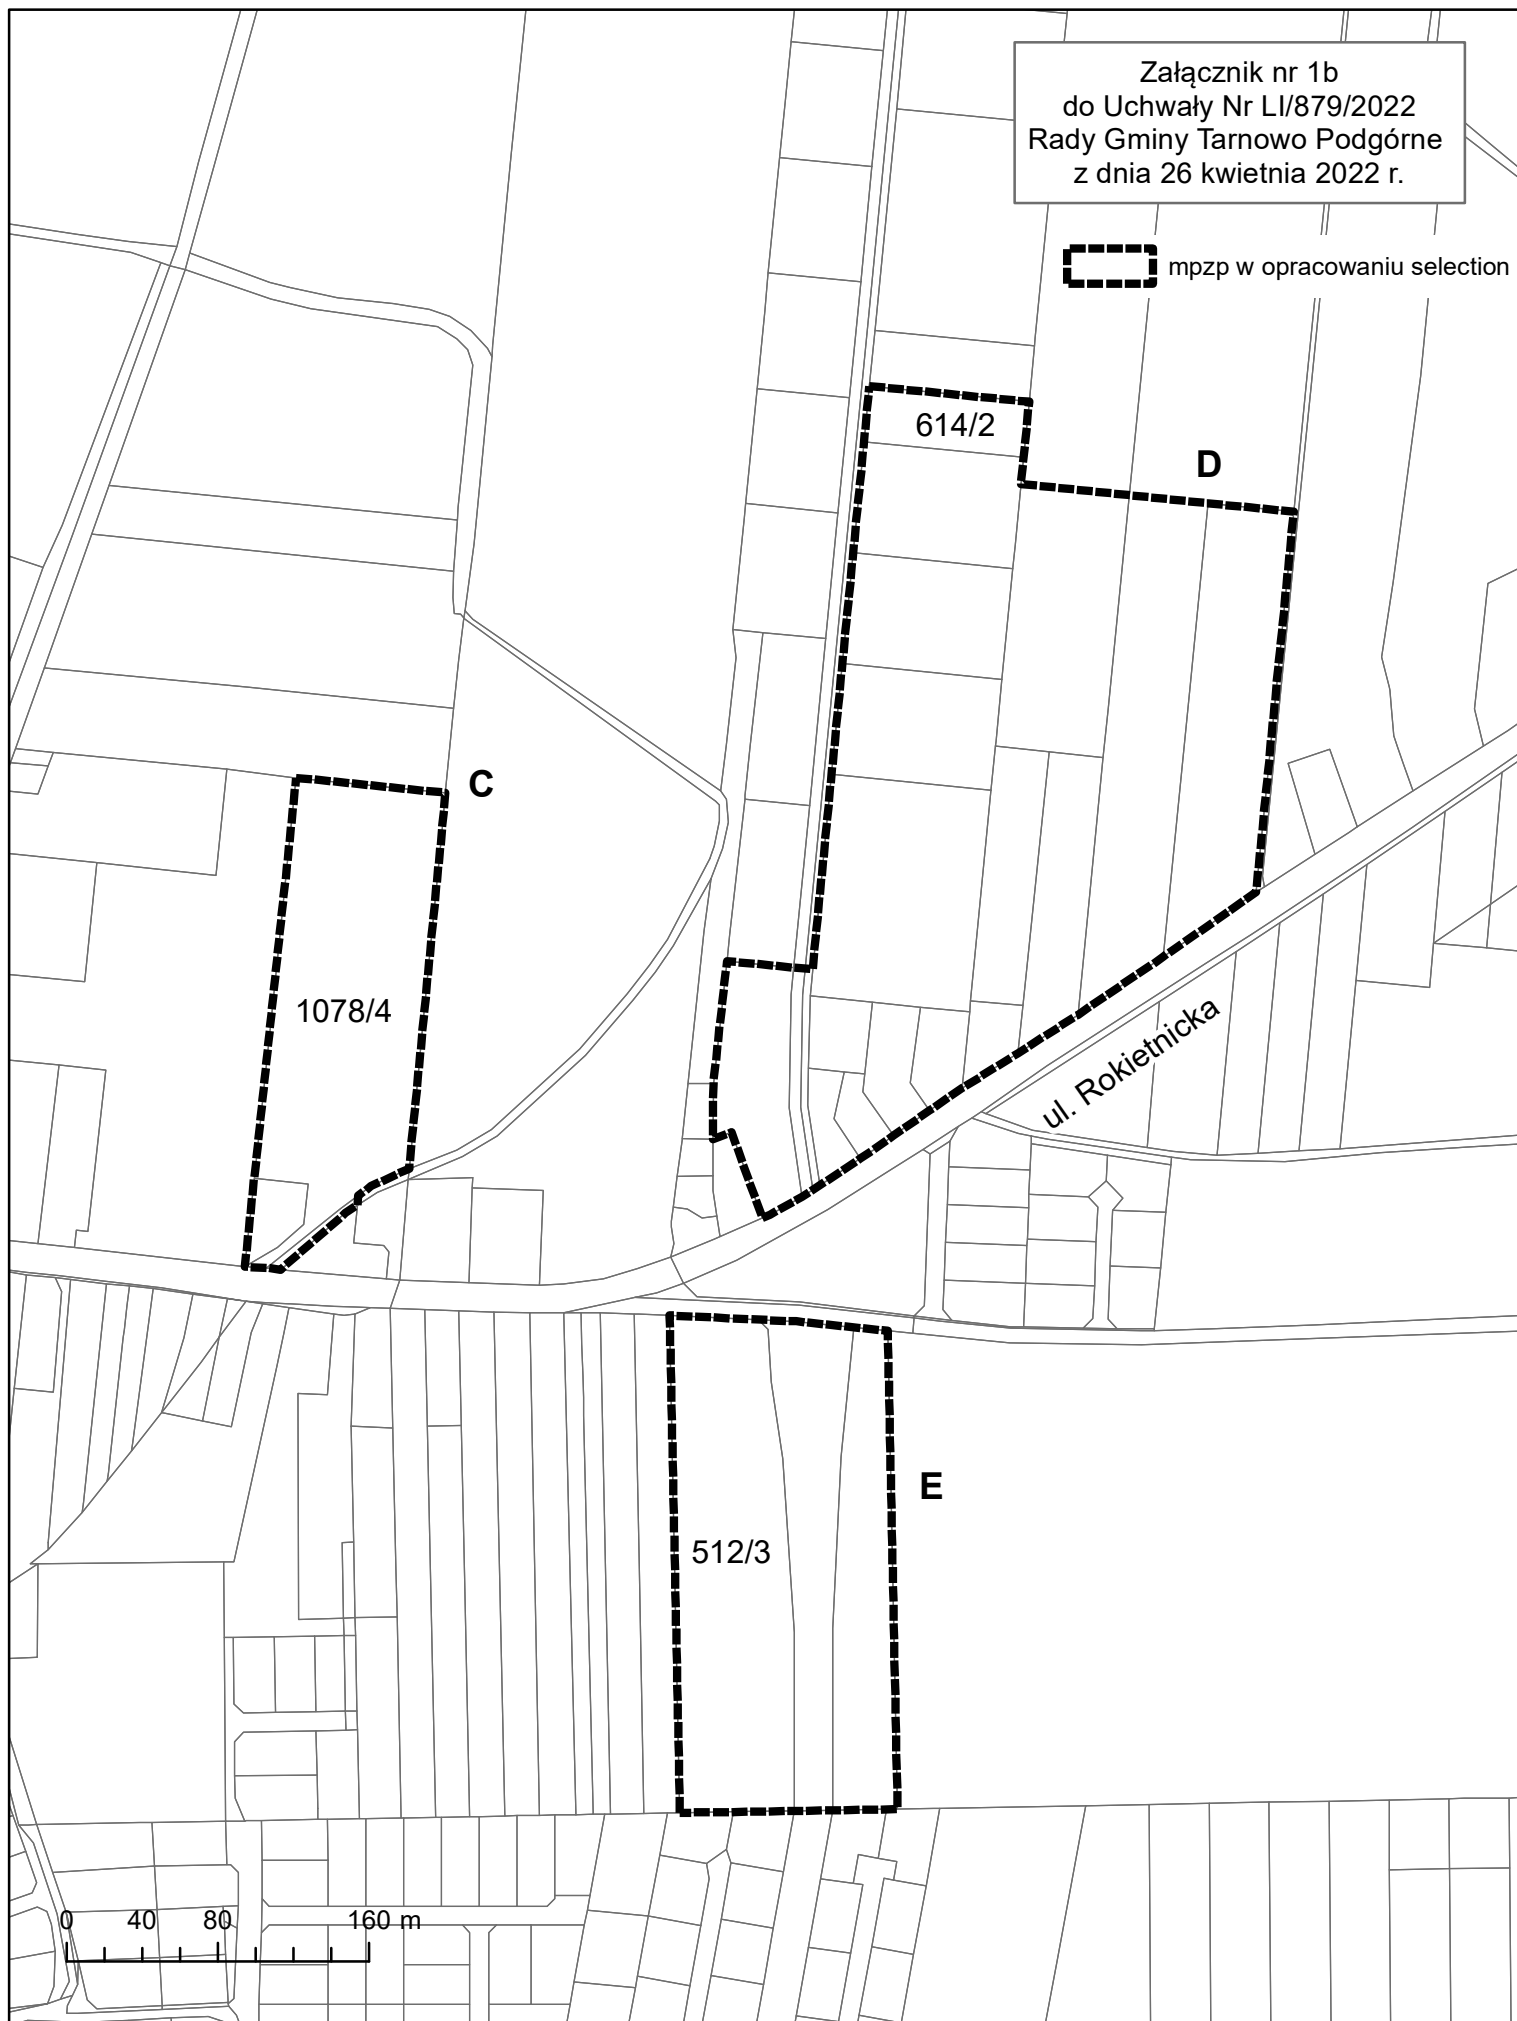 Załącznik nr 1b
do Uchwały Nr LI/879/2022
Rady Gminy Tarnowo Podgórne
z dnia 26 kwietnia 2022 r.
mpzp w opracowaniu selection
614/2
D
C
1078/4
ul. Rokietnicka
E
512/3
0 40 80 160 m